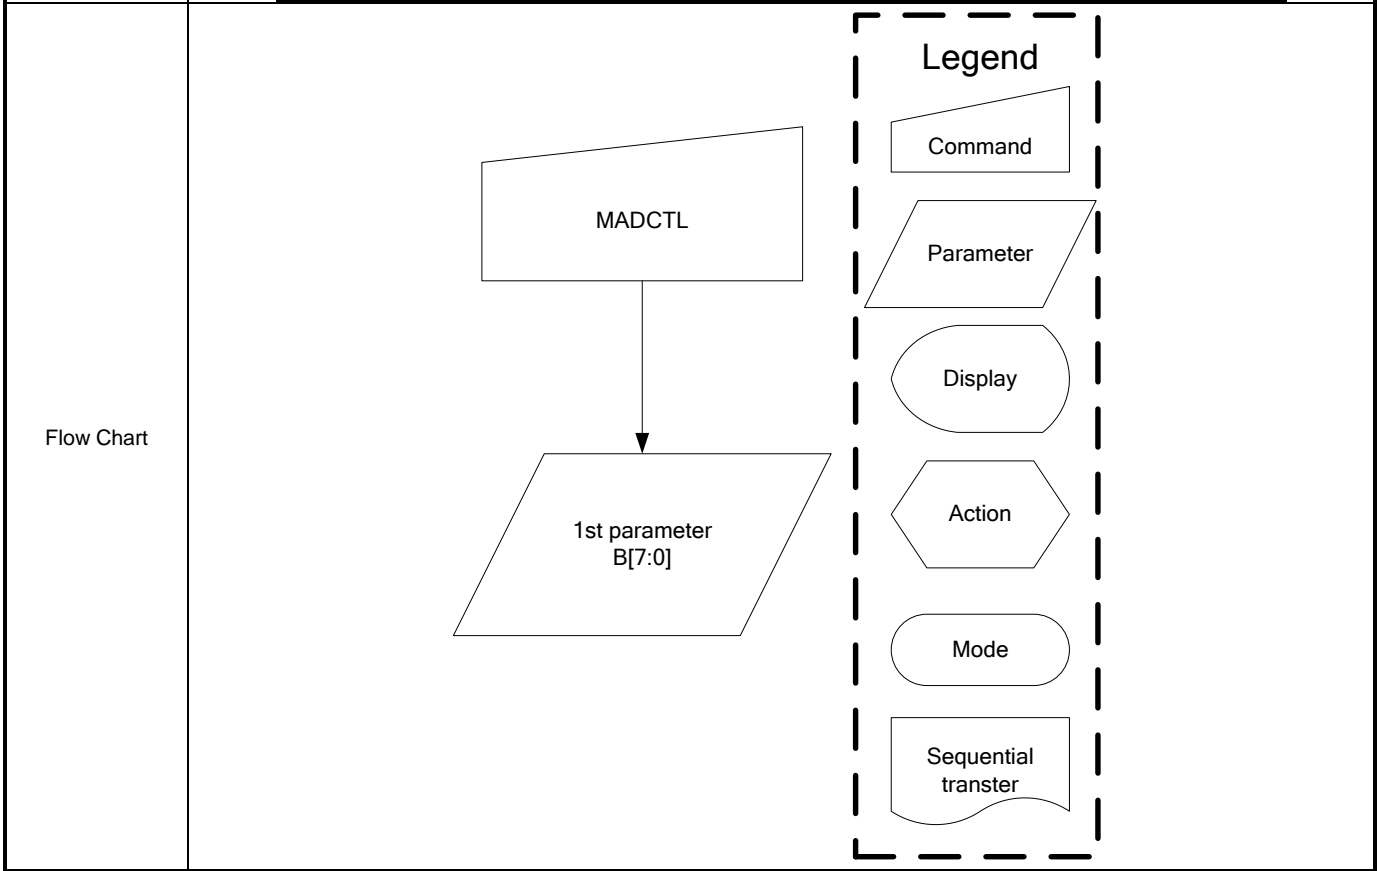 Flow Chart
MADCTL
1st parameter
B[7:0]
Legend
Command
Parameter
Display
Action
Mode
Sequential
transter